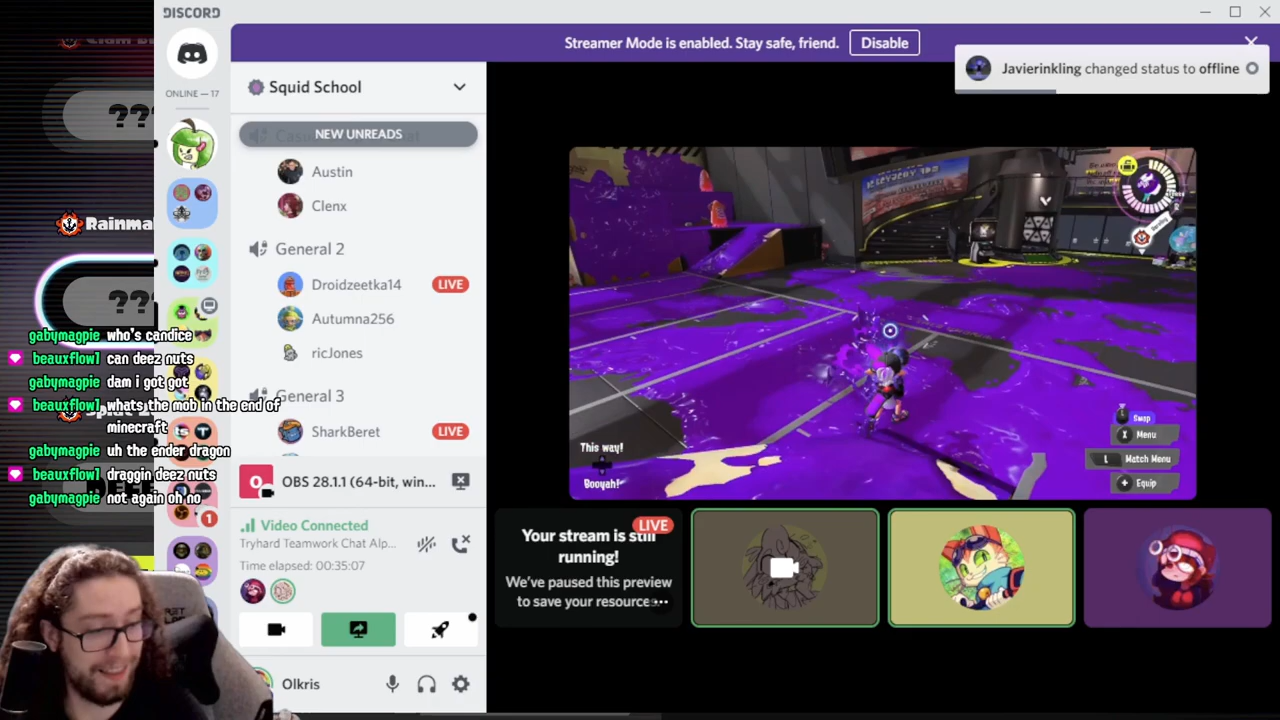 DISCORD
Streamer Mode is enabled. Stay safe, friend.
Disable
Javierinkling changed status to offline
ONLINE — 17
Squid School
NEW UNREADS
Austin
Clenx
General 2
Droidzeetka14
LIVE
Autumna256
ricJones
General 3
SharkBeret
LIVE
OBS 28.1.1 (64-bit, win...
Video Connected
Tryhard Teamwork Chat Alp...
Time elapsed: 00:35:07
Olkris
1
???
Rainma
???
gabymagpie who's candice
beauxflow1 can deez nuts
gabymagpie dam i got got
beauxflow1 whats the mob in the end of
minecraft
gabymagpie uh the ender dragon
beauxflow1 draggin deez nuts
gabymagpie not again oh no
This way!
Booyah!
Swap
X Menu
L Match Menu
+ Equip
LIVE
Your stream is still
running!
We've paused this preview
to save your resource...